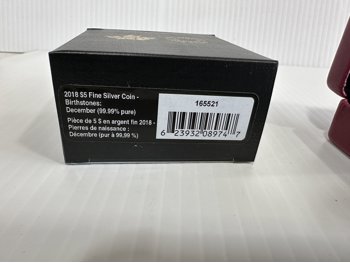 2018 $5 Fine Silver Coin -
Birthstones:
December (99.99% pure)
Pièce de 5 $ en argent fin 2018 -
Pierres de naissance :
Décembre (pur à 99,99 %)
165521
6 23932 08974 7